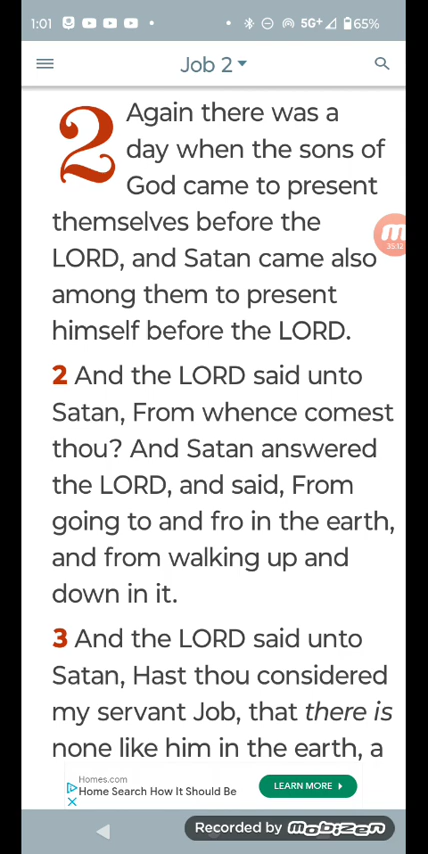 1:01
5G+ 65%
Job 2
2 Again there was a
day when the sons of
God came to present
themselves before the
LORD, and Satan came also
among them to present
himself before the LORD.
35:12
2 And the LORD said unto
Satan, From whence comest
thou? And Satan answered
the LORD, and said, From
going to and fro in the earth,
and from walking up and
down in it.
3 And the LORD said unto
Satan, Hast thou considered
my servant Job, that there is
none like him in the earth, a
Homes.com
Home Search How It Should Be
LEARN MORE
Recorded by mobizen